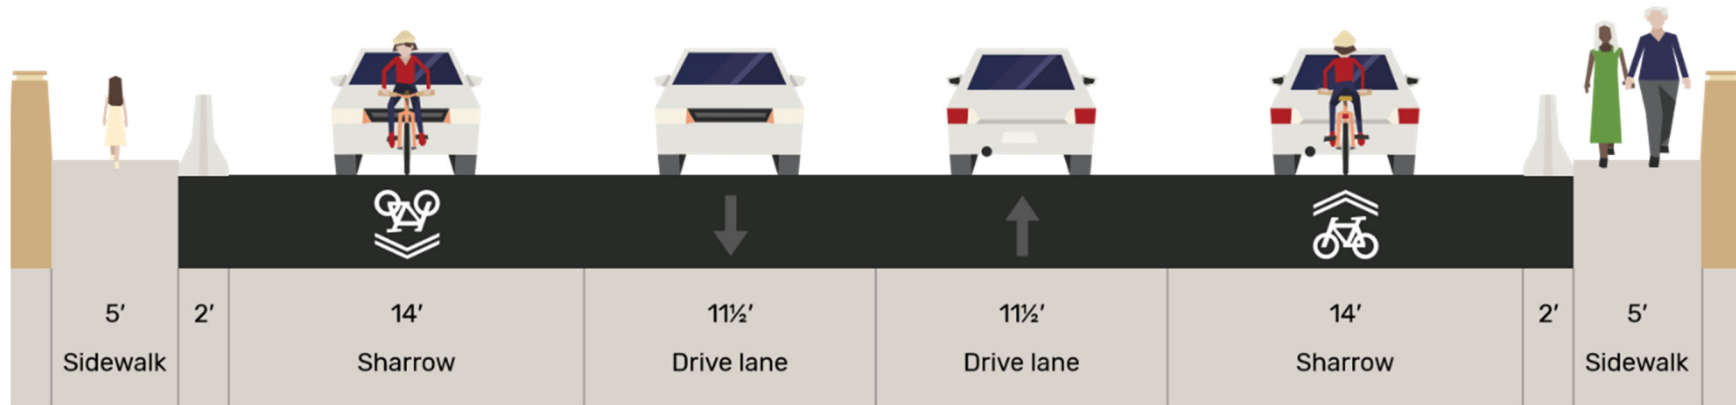 5′ 2′ 14′ 11½′ 11½′ 14′ 2′ 5′
Sidewalk Sharrow Drive lane Drive lane Sharrow Sidewalk